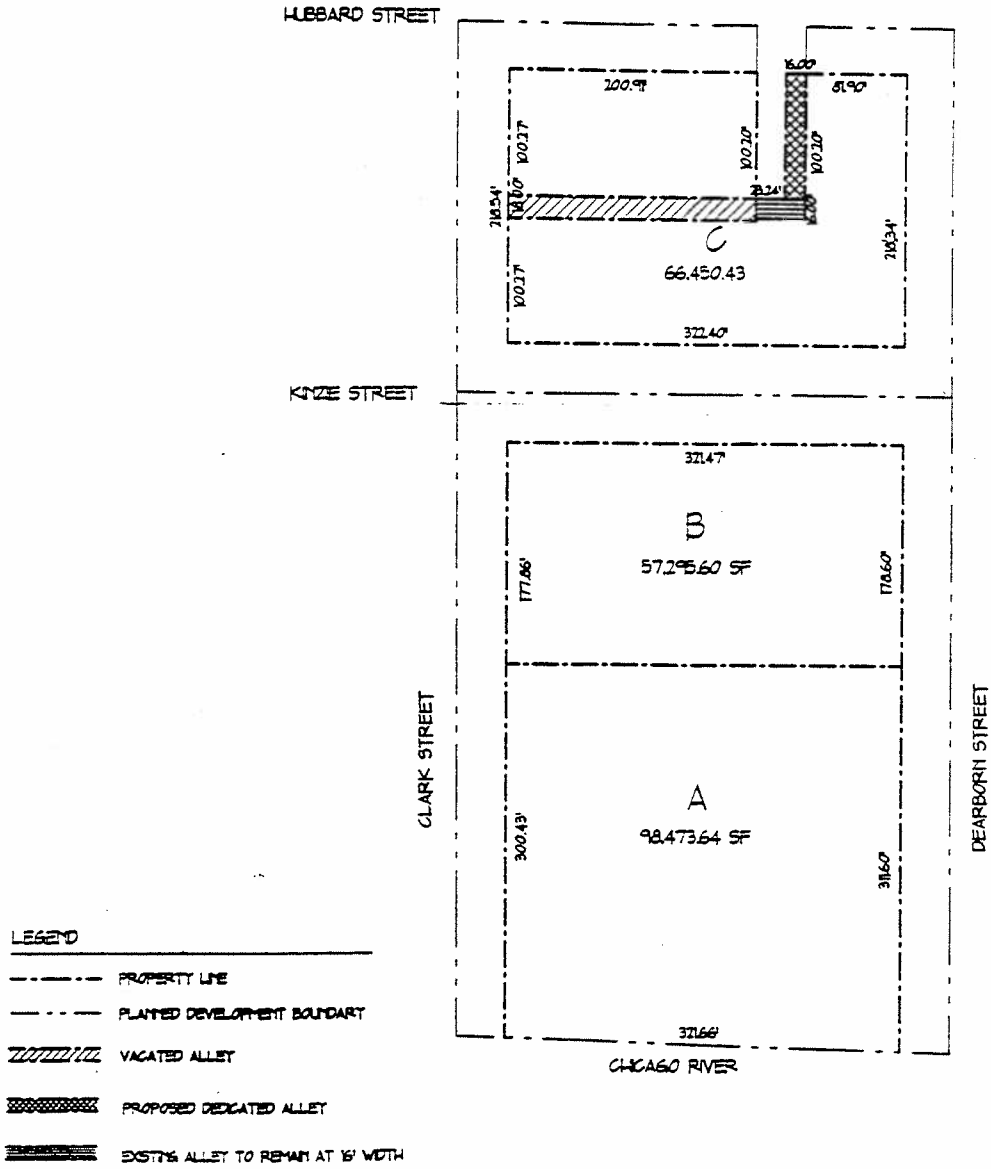 HUBBARD STREET
16.00'
200.91'
81.90'
100.27'
100.20'
100.20'
218.54'
18.00'
23.24'
16.00'
218.34'
C
66,450.43
100.27'
322.40'
KINZIE STREET
321.47'
B
57,295.60 SF
177.86'
178.60'
CLARK STREET
DEARBORN STREET
A
98,473.64 SF
300.43'
311.60'
321.66'
CHICAGO RIVER
LEGEND
PROPERTY LINE
PLANNED DEVELOPMENT BOUNDARY
VACATED ALLEY
PROPOSED DEDICATED ALLEY
EXISTING ALLEY TO REMAIN AT 16' WIDTH